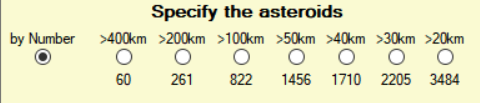 Specify the asteroids
by Number >400km >200km >100km >50km >40km >30km >20km
60 261 822 1456 1710 2205 3484